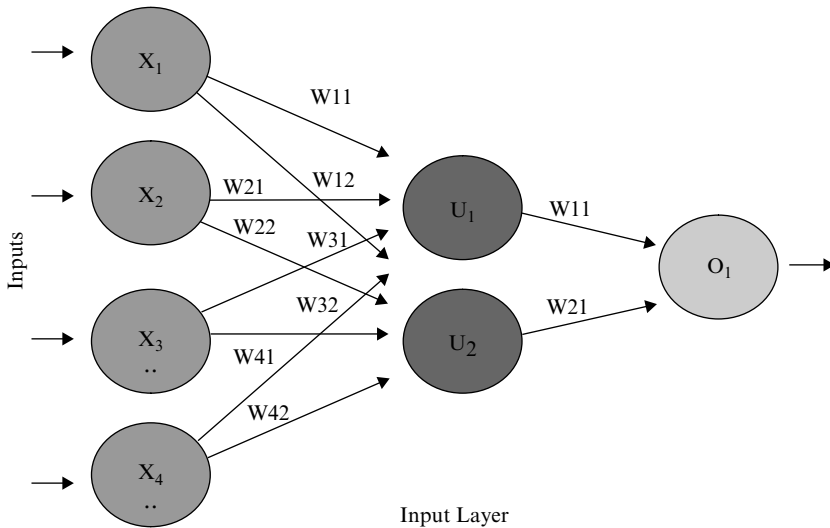 X1
W11
X2
W21
W12
U1
W11
W22
W31
Inputs
O1
X3
..
W32
U2
W21
W41
W42
X4
..
Input Layer